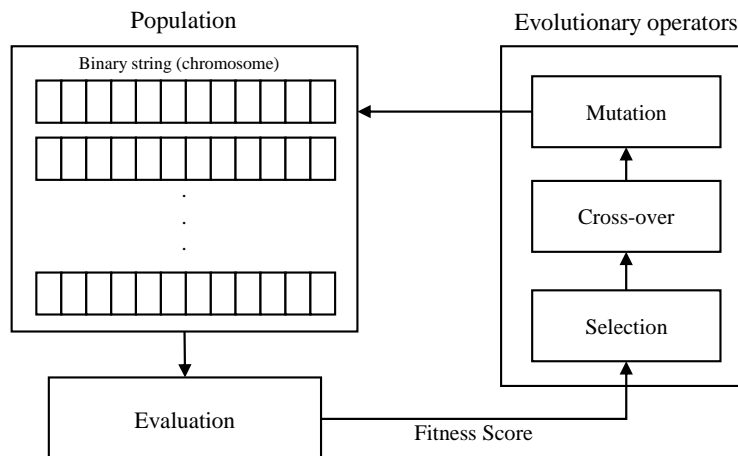 Population
Evolutionary operators
Binary string (chromosome)
Mutation
Cross-over
Selection
Evaluation
Fitness Score